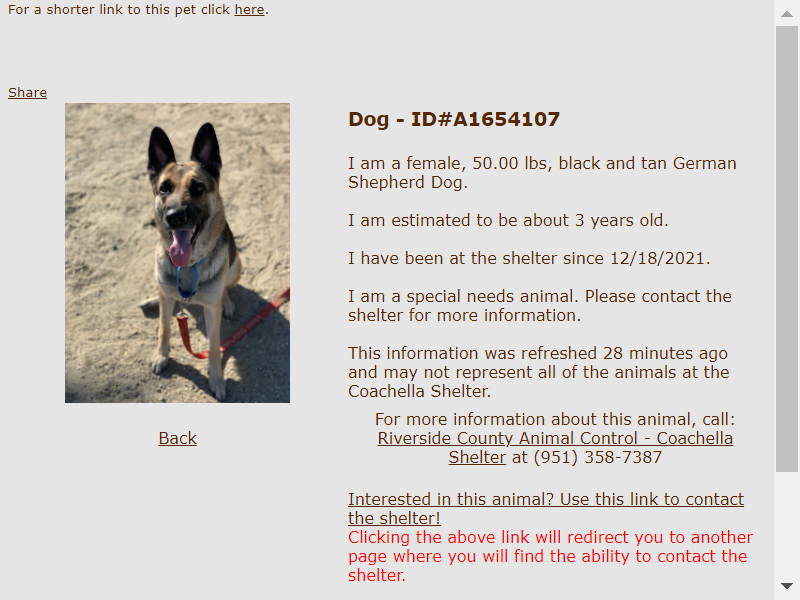 For a shorter link to this pet click here.
Share
Dog - ID#A1654107
I am a female, 50.00 lbs, black and tan German
Shepherd Dog.
I am estimated to be about 3 years old.
I have been at the shelter since 12/18/2021.
I am a special needs animal. Please contact the
shelter for more information.
This information was refreshed 28 minutes ago
and may not represent all of the animals at the
Coachella Shelter.
For more information about this animal, call:
Riverside County Animal Control - Coachella
Shelter at (951) 358-7387
Back
Interested in this animal? Use this link to contact
the shelter!
Clicking the above link will redirect you to another
page where you will find the ability to contact the
shelter.